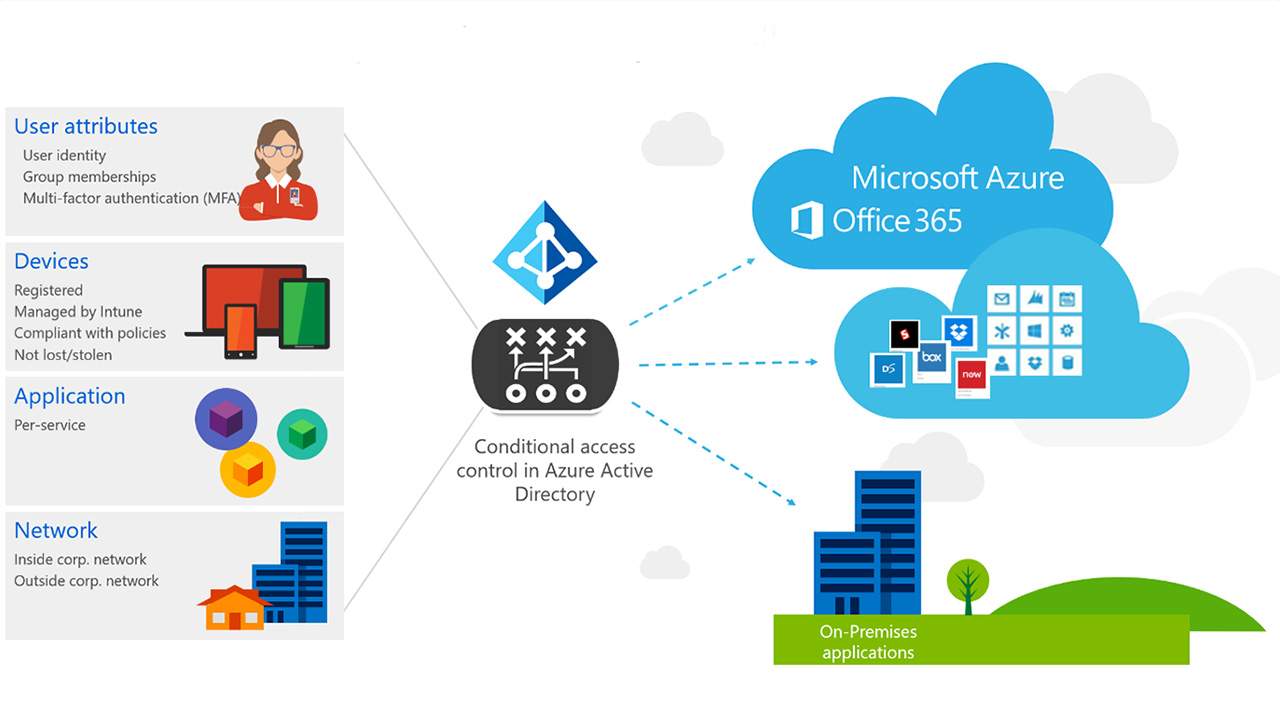 User attributes
User identity
Group memberships
Multi-factor authentication (MFA)
Devices
Registered
Managed by Intune
Compliant with policies
Not lost/stolen
Application
Per-service
Network
Inside corp. network
Outside corp. network
Conditional access
control in Azure Active
Directory
Microsoft Azure
Office 365
DS
box
now
On-Premises
applications